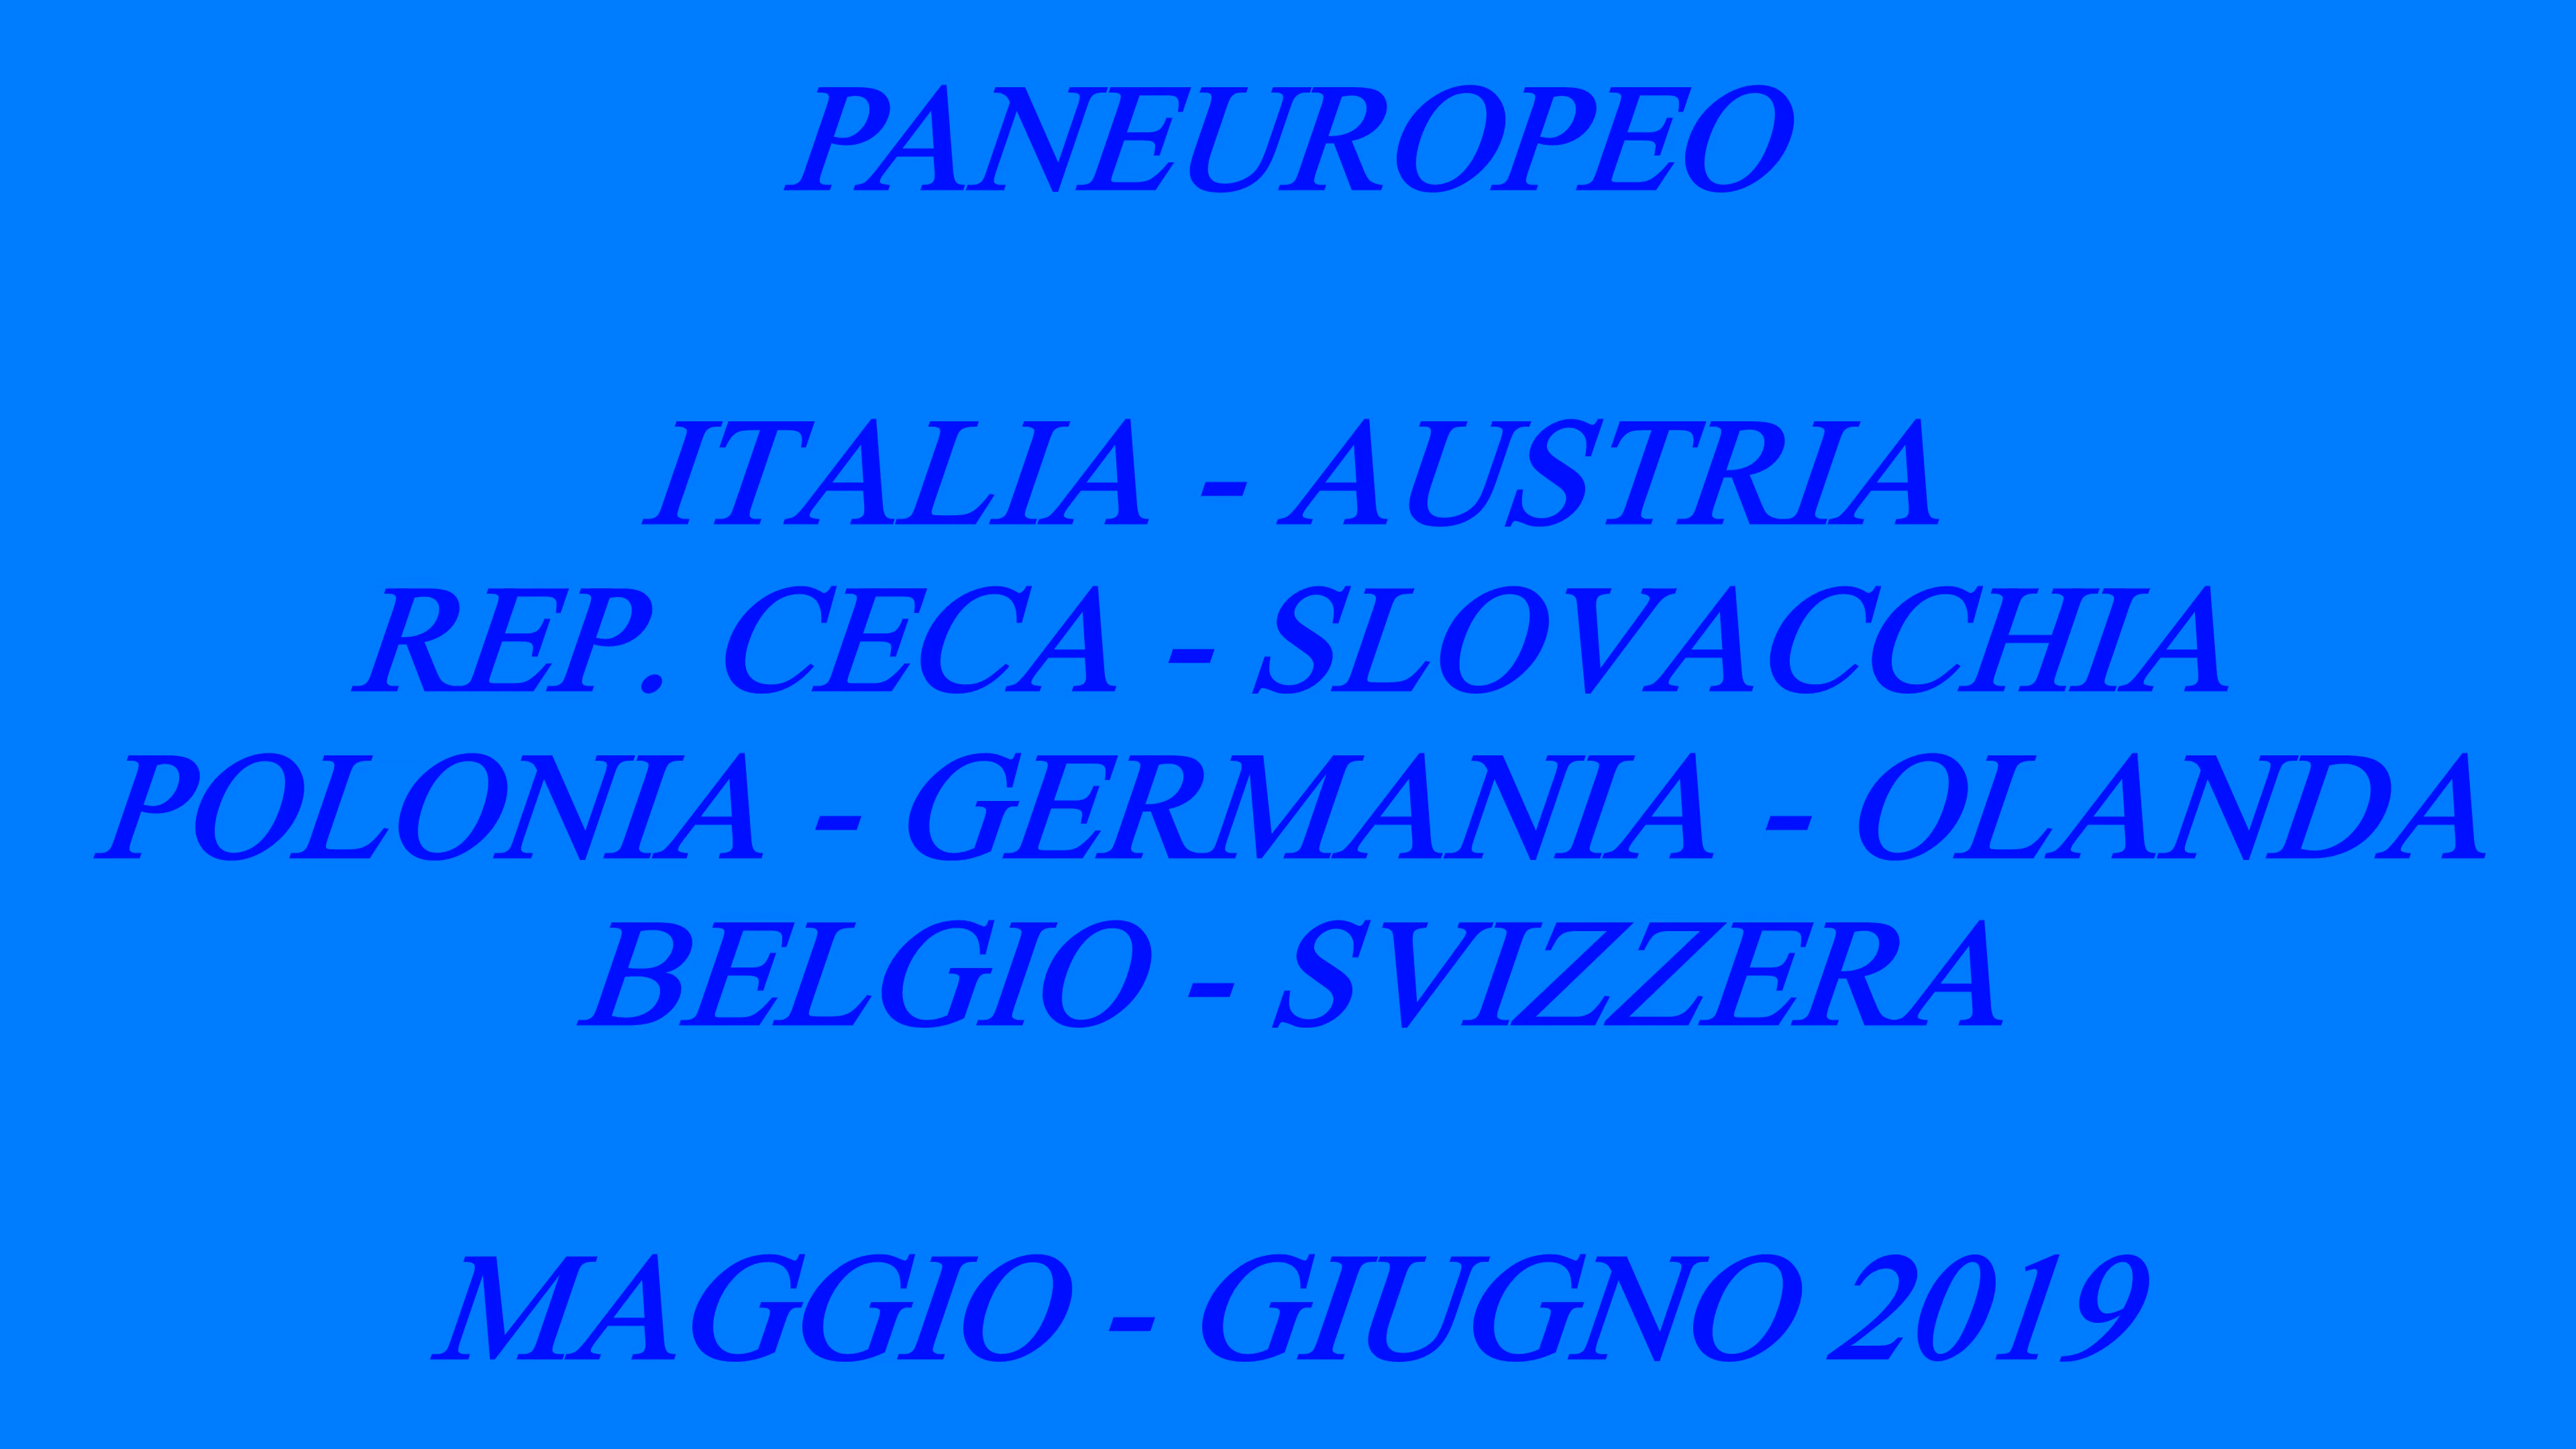 PANEUROPEO
ITALIA - AUSTRIA
REP. CECA - SLOVACCHIA
POLONIA - GERMANIA - OLANDA
BELGIO - SVIZZERA
MAGGIO - GIUGNO 2019